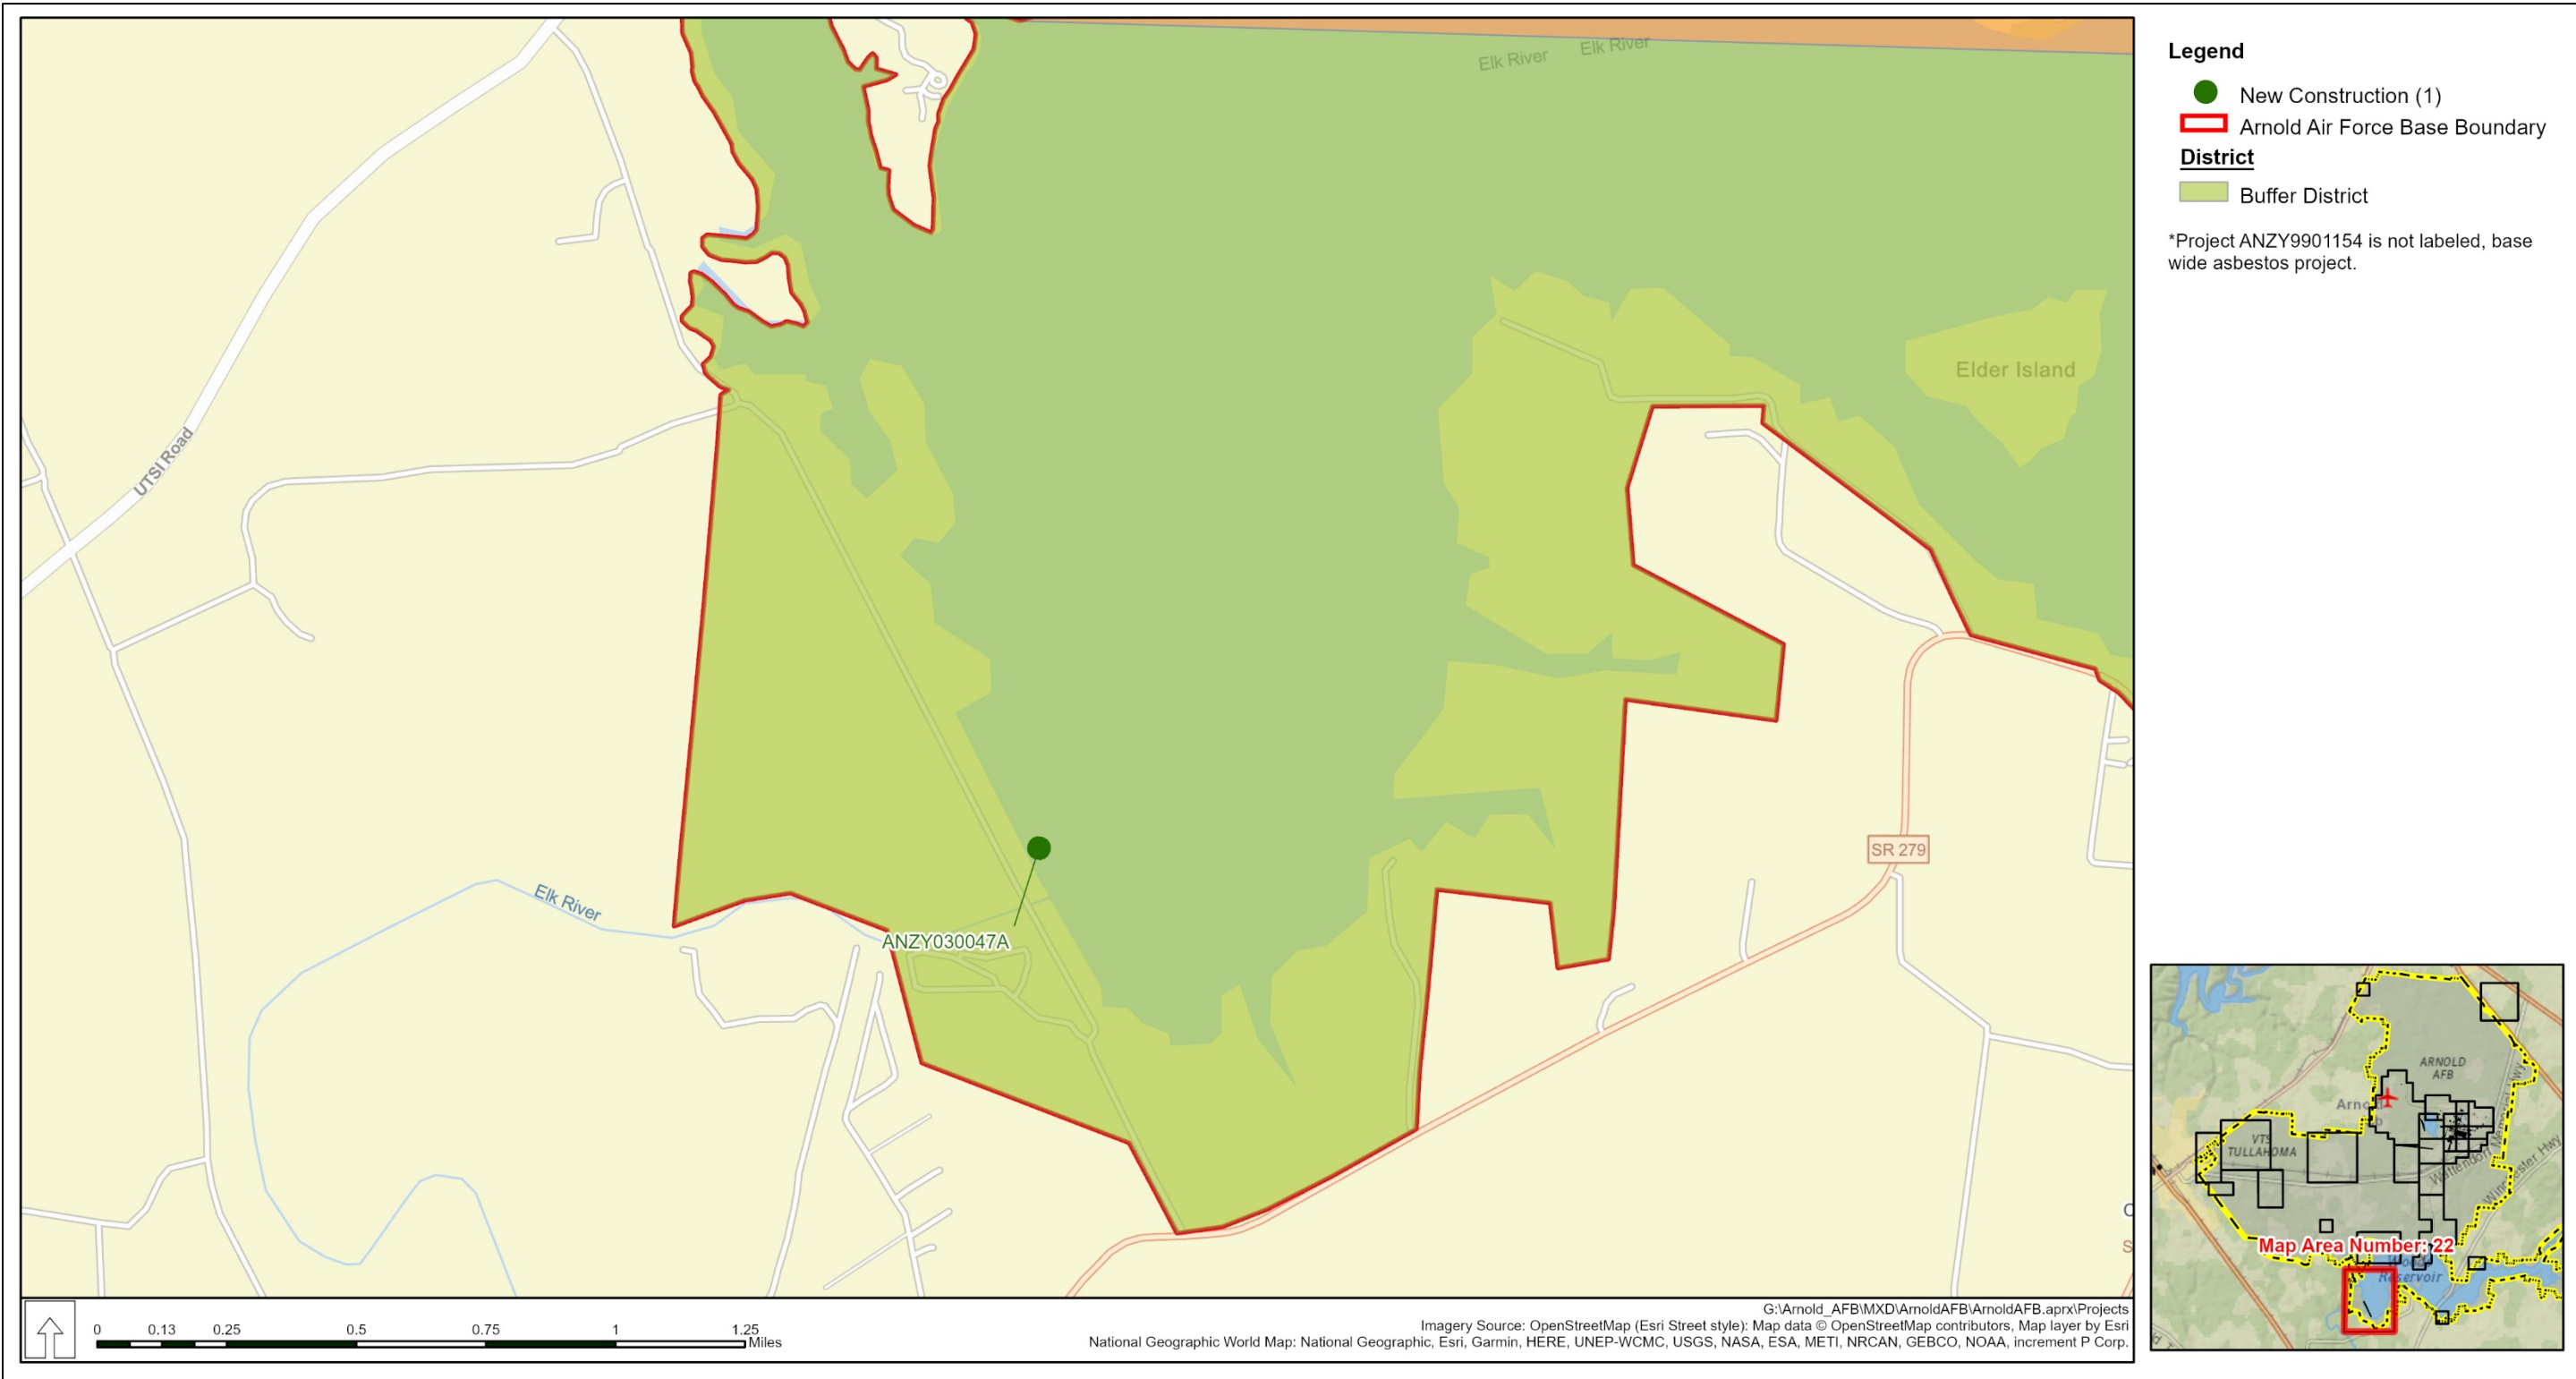 Elk River
Elk River
Elder Island
UTSI Road
SR 279
Elk River
ANZY030047A
Legend
New Construction (1)
Arnold Air Force Base Boundary
District
Buffer District
*Project ANZY9901154 is not labeled, base
wide asbestos project.
ARNOLD
AFB
VTS
TULLAHOMA
Map Area Number: 22
Reservoir
0 0.13 0.25 0.5 0.75 1 1.25
Miles
G:\Arnold_AFB\MXD\ArnoldAFB\ArnoldAFB.aprx\Projects
Imagery Source: OpenStreetMap (Esri Street style): Map data © OpenStreetMap contributors, Map layer by Esri
National Geographic World Map: National Geographic, Esri, Garmin, HERE, UNEP-WCMC, USGS, NASA, ESA, METI, NRCAN, GEBCO, NOAA, increment P Corp.